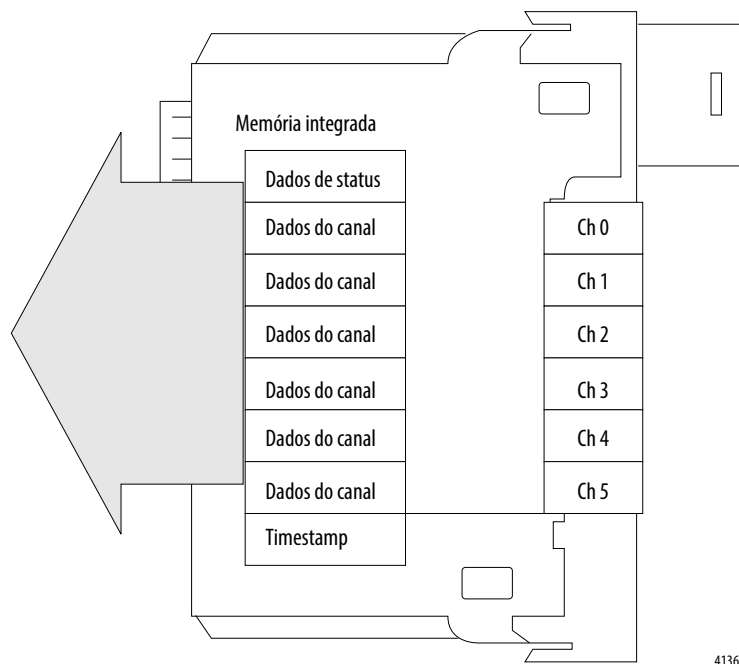 Memória integrada
Dados de status
Dados do canal
Ch 0
Dados do canal
Ch 1
Dados do canal
Ch 2
Dados do canal
Ch 3
Dados do canal
Ch 4
Dados do canal
Ch 5
Timestamp
4136